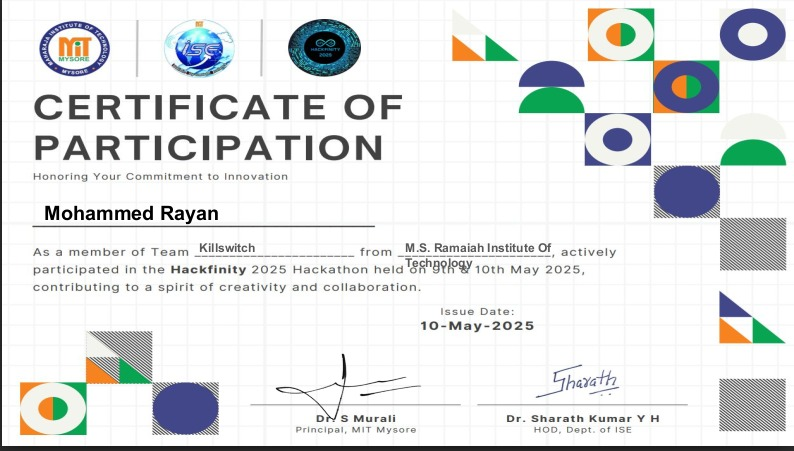 MAHARAJA INSTITUTE OF TECHNOLOGY
MIT
MYSORE
MYSORE
ISE
HACKFINITY
2025
CERTIFICATE OF
PARTICIPATION
Honoring Your Commitment to Innovation
Mohammed Rayan
As a member of Team Killswitch from M.S. Ramaiah Institute Of Technology, actively
participated in the Hackfinity 2025 Hackathon held on 9th & 10th May 2025,
contributing to a spirit of creativity and collaboration.
Issue Date:
10-May-2025
Sharath
Dr. S Murali
Principal, MIT Mysore
Dr. Sharath Kumar Y H
HOD, Dept. of ISE